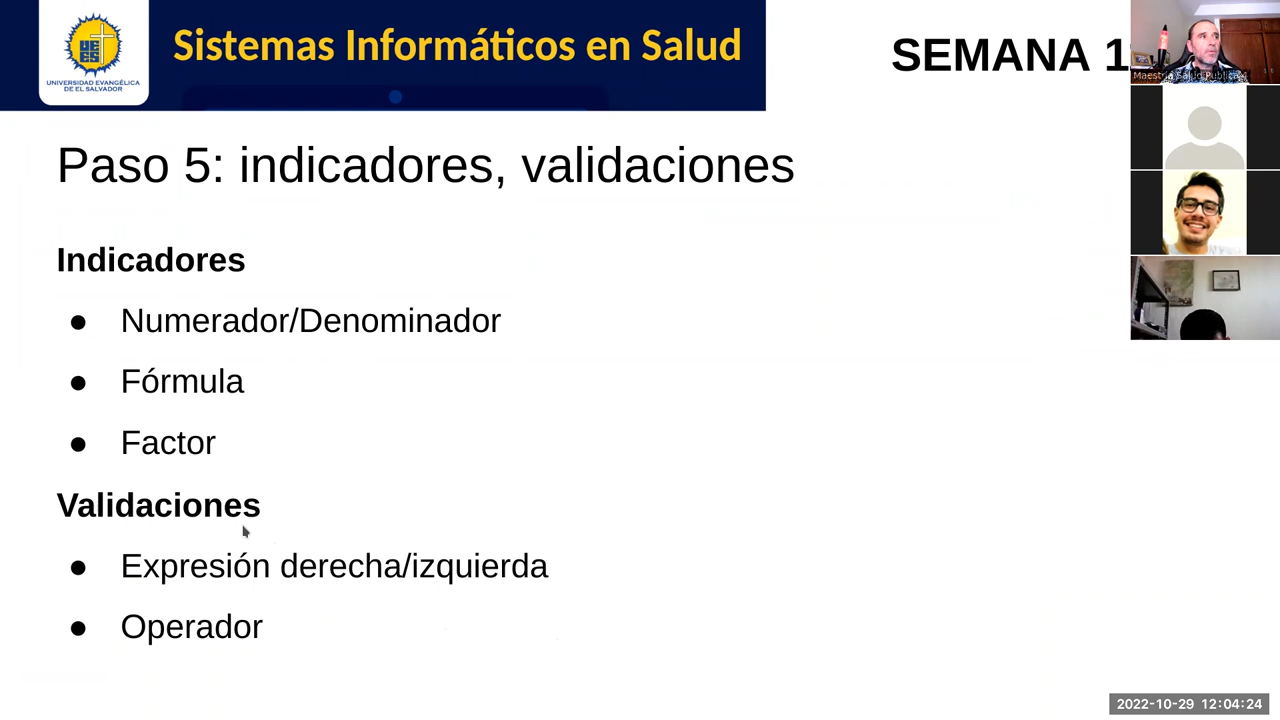 Sistemas Informáticos en Salud
SEMANA 1
UNIVERSIDAD EVANGÉLICA
DE EL SALVADOR
Maestría Salud Publica
Paso 5: indicadores, validaciones
Indicadores
● Numerador/Denominador
● Fórmula
● Factor
Validaciones
● Expresión derecha/izquierda
● Operador
2022-10-29 12:04:24